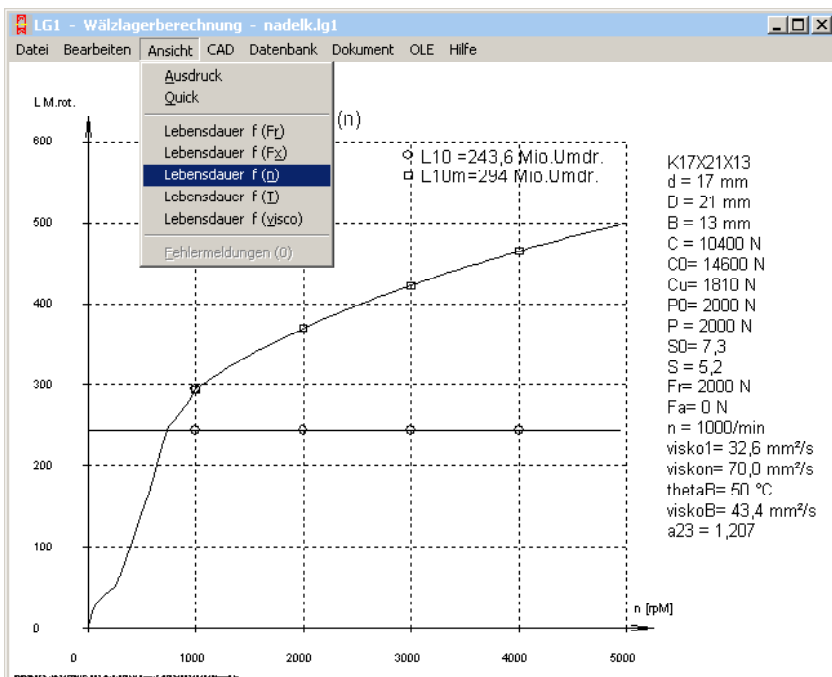 LG1 - Wälzlagerberechnung - nadelk.lg1
Datei Bearbeiten Ansicht CAD Datenbank Dokument OLE Hilfe
Ausdruck
Quick
Lebensdauer f (Fr)
Lebensdauer f (Fx)
Lebensdauer f (n)
Lebensdauer f (T)
Lebensdauer f (visco)
Fehlermeldungen (0)
L M.rot.
(n)
L10 =243,6 Mio.Umdr.
L10m=294 Mio.Umdr.
600
500
400
300
200
100
0
0 1000 2000 3000 4000 5000
n [rpM]
K17X21X13
d = 17 mm
D = 21 mm
B = 13 mm
C = 10400 N
C0= 14600 N
Cu= 1810 N
P0= 2000 N
P = 2000 N
S0= 7,3
S = 5,2
Fr= 2000 N
Fa= 0 N
n = 1000/min
visko1= 32,6 mm²/s
viskon= 70,0 mm²/s
thetaB= 50 °C
viskoB= 43,4 mm²/s
a23 = 1,207